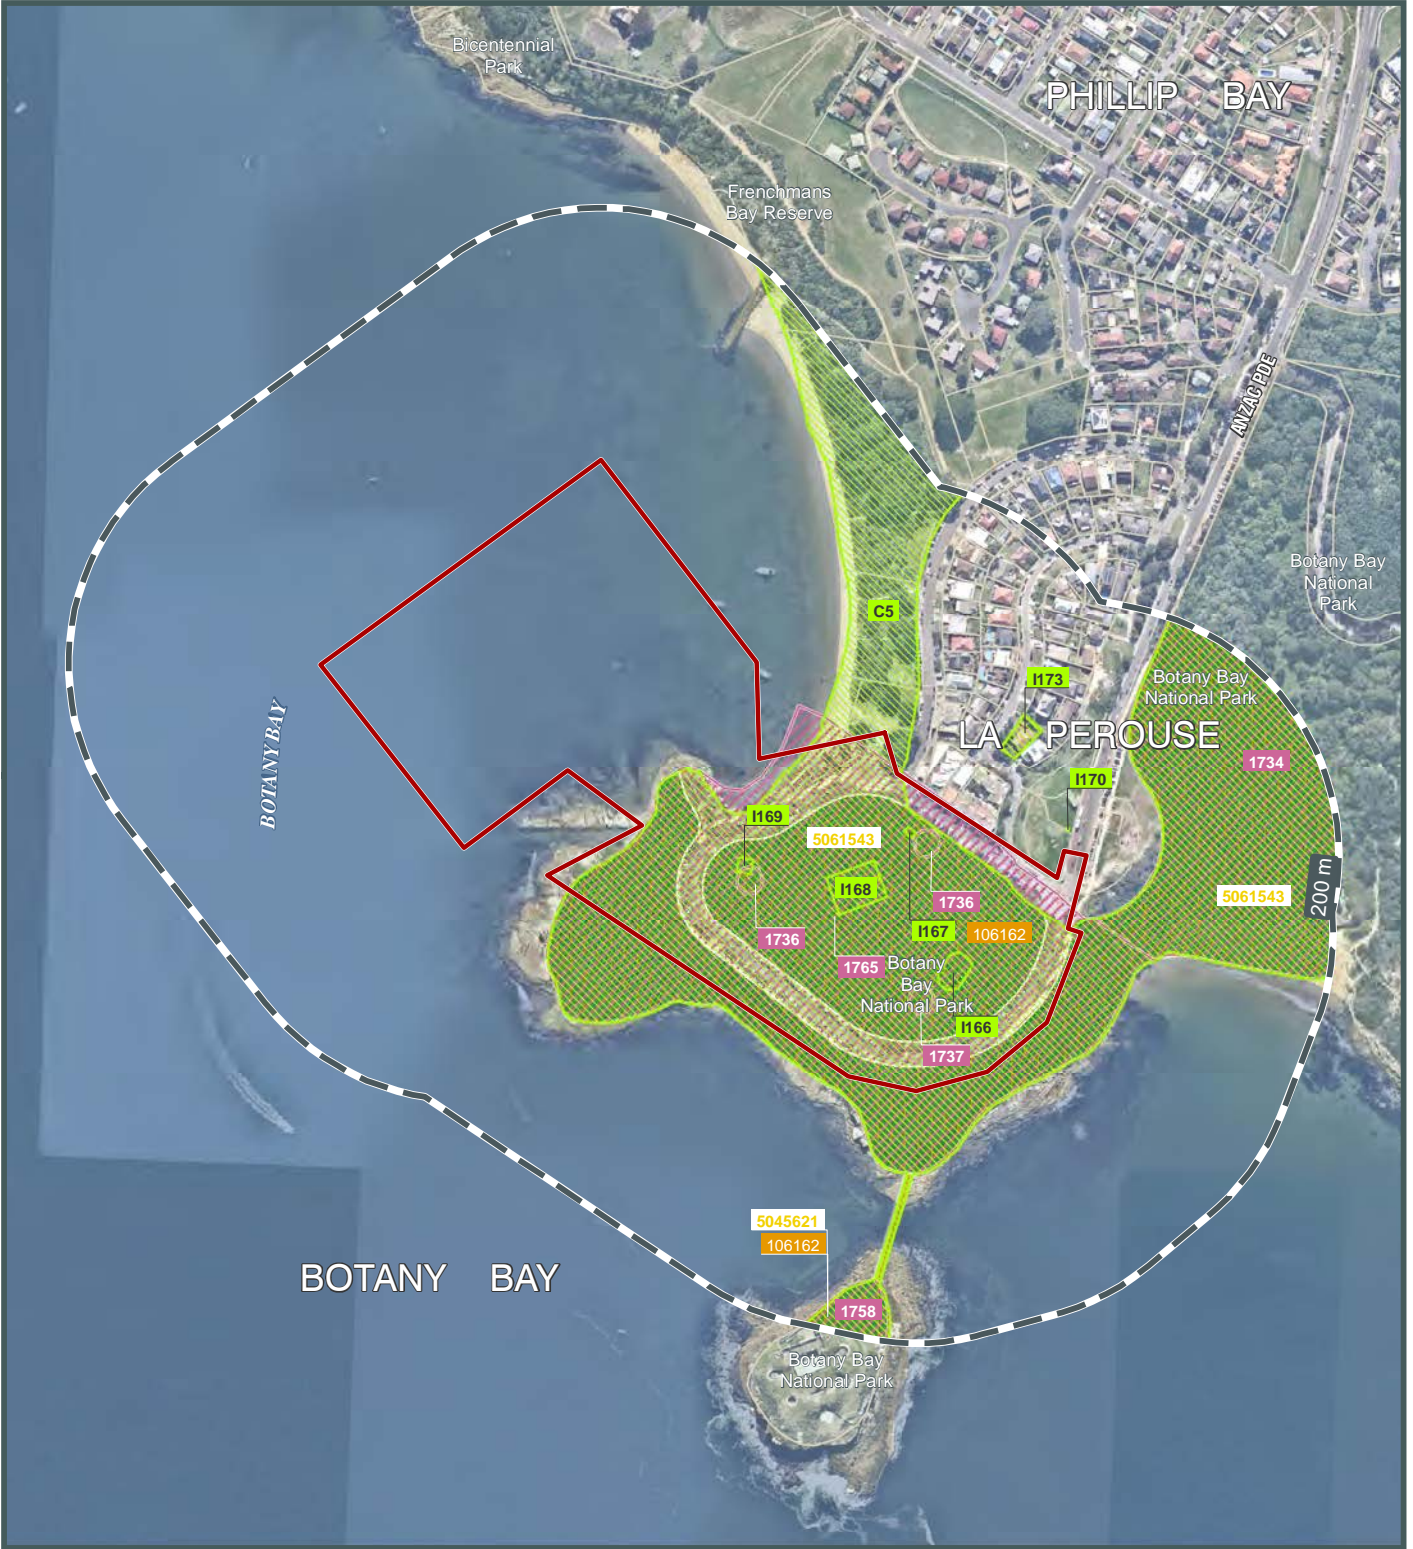 Bicentennial
Park
PHILLIP BAY
Frenchmans
Bay Reserve
ANZAC PDE
Botany Bay
National
Park
C5
I173
Botany Bay
National Park
LA PEROUSE
BOTANY BAY
1734
I170
I169
5061543
I168
1736
5061543
200 m
I167
106162
1736
1765
Botany
Bay
National Park
I166
1737
5045621
106162
BOTANY BAY
1758
Botany Bay
National Park